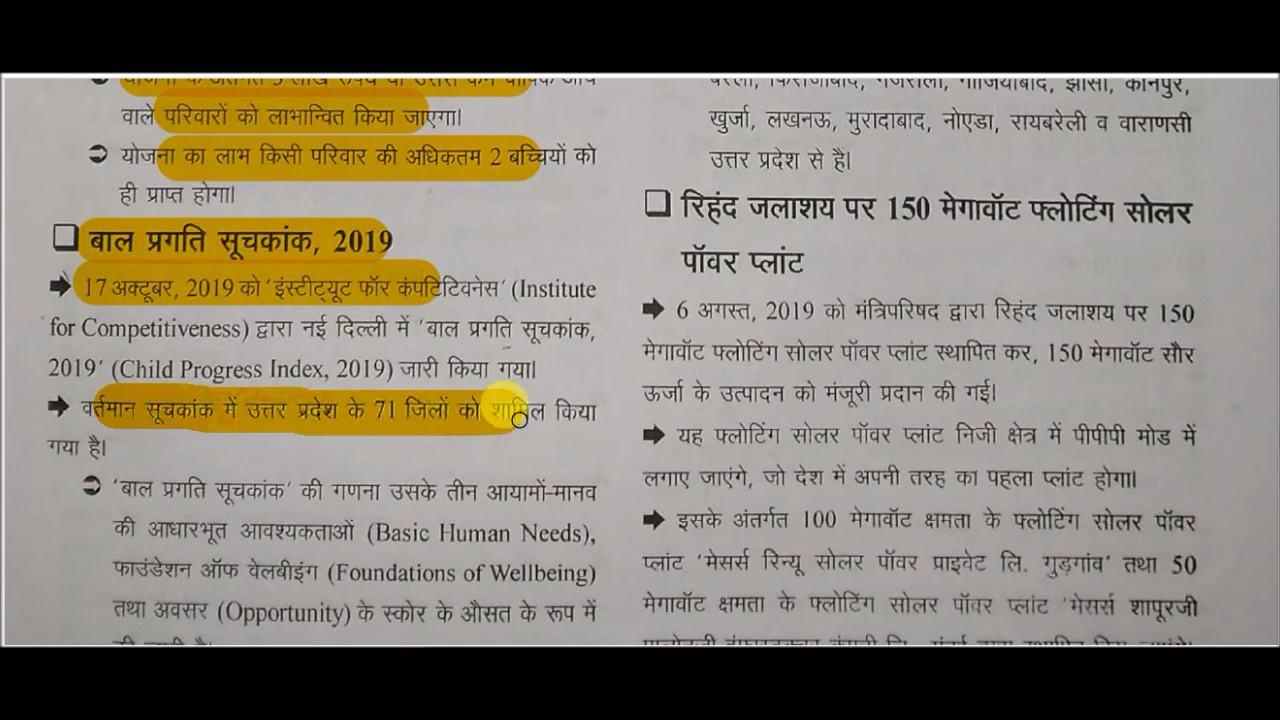 वाले परिवारों को लाभान्वित किया जाएगा।
योजना का लाभ किसी परिवार की अधिकतम 2 बच्चियों को
ही प्राप्त होगा।
बाल प्रगति सूचकांक, 2019
17 अक्टूबर, 2019 को 'इंस्टीट्यूट फॉर कंपटिटिवनेस' (Institute
for Competitiveness) द्वारा नई दिल्ली में 'बाल प्रगति सूचकांक,
2019' (Child Progress Index, 2019) जारी किया गया।
वर्तमान सूचकांक में उत्तर प्रदेश के 71 जिलों को शामिल किया
गया है।
'बाल प्रगति सूचकांक' की गणना उसके तीन आयामों-मानव
की आधारभूत आवश्यकताओं (Basic Human Needs),
फाउंडेशन ऑफ वेलबीइंग (Foundations of Wellbeing)
तथा अवसर (Opportunity) के स्कोर के औसत के रूप में
बरेली, फिरोजाबाद, गजरौला, गाजियाबाद, झांसी, कानपुर,
खुर्जा, लखनऊ, मुरादाबाद, नोएडा, रायबरेली व वाराणसी
उत्तर प्रदेश से हैं।
रिहंद जलाशय पर 150 मेगावॉट फ्लोटिंग सोलर
पॉवर प्लांट
6 अगस्त, 2019 को मंत्रिपरिषद द्वारा रिहंद जलाशय पर 150
मेगावॉट फ्लोटिंग सोलर पॉवर प्लांट स्थापित कर, 150 मेगावॉट सौर
ऊर्जा के उत्पादन को मंजूरी प्रदान की गई।
यह फ्लोटिंग सोलर पॉवर प्लांट निजी क्षेत्र में पीपीपी मोड में
लगाए जाएंगे, जो देश में अपनी तरह का पहला प्लांट होगा।
इसके अंतर्गत 100 मेगावॉट क्षमता के फ्लोटिंग सोलर पॉवर
प्लांट 'मेसर्स रिन्यू सोलर पॉवर प्राइवेट लि. गुड़गांव' तथा 50
मेगावॉट क्षमता के फ्लोटिंग सोलर पॉवर प्लांट 'मेसर्स शापूरजी